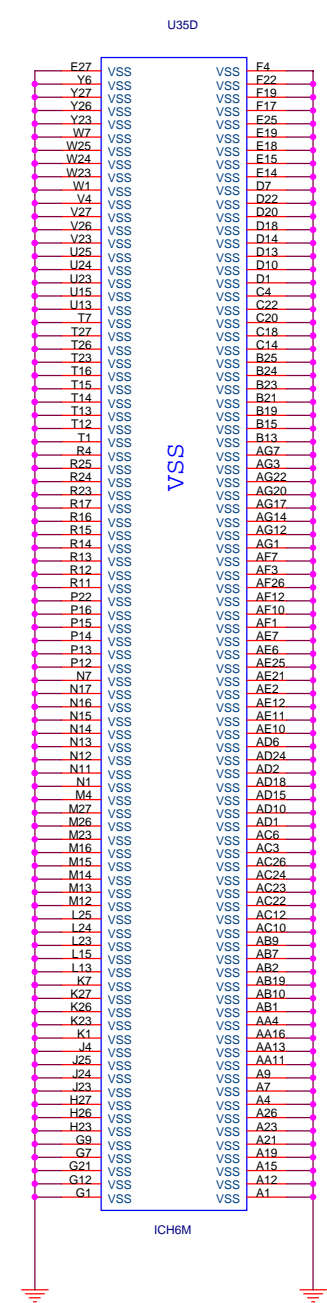 U35D
E27 VSS VSS F4
Y6 VSS VSS F22
Y27 VSS VSS F19
Y26 VSS VSS F17
Y23 VSS VSS E25
W7 VSS VSS E19
W25 VSS VSS E18
W24 VSS VSS E15
W23 VSS VSS E14
W1 VSS VSS D7
V4 VSS VSS D22
V27 VSS VSS D20
V26 VSS VSS D18
V23 VSS VSS D14
U25 VSS VSS D13
U24 VSS VSS D10
U23 VSS VSS D1
U15 VSS VSS C4
U13 VSS VSS C22
T7 VSS VSS C20
T27 VSS VSS C18
T26 VSS VSS C14
T23 VSS VSS B25
T16 VSS VSS B24
T15 VSS VSS B23
T14 VSS VSS B21
T13 VSS VSS B19
T12 VSS VSS B15
T1 VSS VSS B13
R4 VSS VSS AG7
VSS
R25 VSS VSS AG3
R24 VSS VSS AG22
R23 VSS VSS AG20
R17 VSS VSS AG17
R16 VSS VSS AG14
R15 VSS VSS AG12
R14 VSS VSS AG1
R13 VSS VSS AF7
R12 VSS VSS AF3
R11 VSS VSS AF26
P22 VSS VSS AF12
P16 VSS VSS AF10
P15 VSS VSS AF1
P14 VSS VSS AE7
P13 VSS VSS AE6
P12 VSS VSS AE25
N7 VSS VSS AE21
N17 VSS VSS AE2
N16 VSS VSS AE12
N15 VSS VSS AE11
N14 VSS VSS AE10
N13 VSS VSS AD6
N12 VSS VSS AD24
N11 VSS VSS AD2
N1 VSS VSS AD18
M4 VSS VSS AD15
M27 VSS VSS AD10
M26 VSS VSS AD1
M23 VSS VSS AC6
M16 VSS VSS AC3
M15 VSS VSS AC26
M14 VSS VSS AC24
M13 VSS VSS AC23
M12 VSS VSS AC22
L25 VSS VSS AC12
L24 VSS VSS AC10
L23 VSS VSS AB9
L15 VSS VSS AB7
L13 VSS VSS AB2
K7 VSS VSS AB19
K27 VSS VSS AB10
K26 VSS VSS AB1
K23 VSS VSS AA4
K1 VSS VSS AA16
J4 VSS VSS AA13
J25 VSS VSS AA11
J24 VSS VSS A9
J23 VSS VSS A7
H27 VSS VSS A4
H26 VSS VSS A26
H23 VSS VSS A23
G9 VSS VSS A21
G7 VSS VSS A19
G21 VSS VSS A15
G12 VSS VSS A12
G1 VSS VSS A1
ICH6M